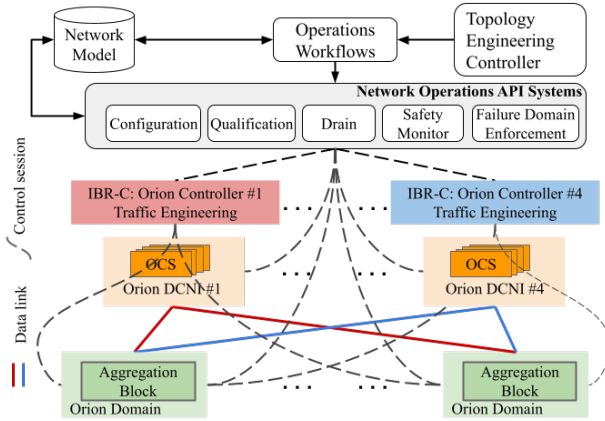 Network
Model
Operations
Workflows
Topology
Engineering
Controller
Network Operations API Systems
Configuration
Qualification
Drain
Safety
Monitor
Failure Domain
Enforcement
Control session
Data link
IBR-C: Orion Controller #1
Traffic Engineering
IBR-C: Orion Controller #4
Traffic Engineering
OCS
Orion DCNI #1
OCS
Orion DCNI #4
Aggregation
Block
Orion Domain
Aggregation
Block
Orion Domain